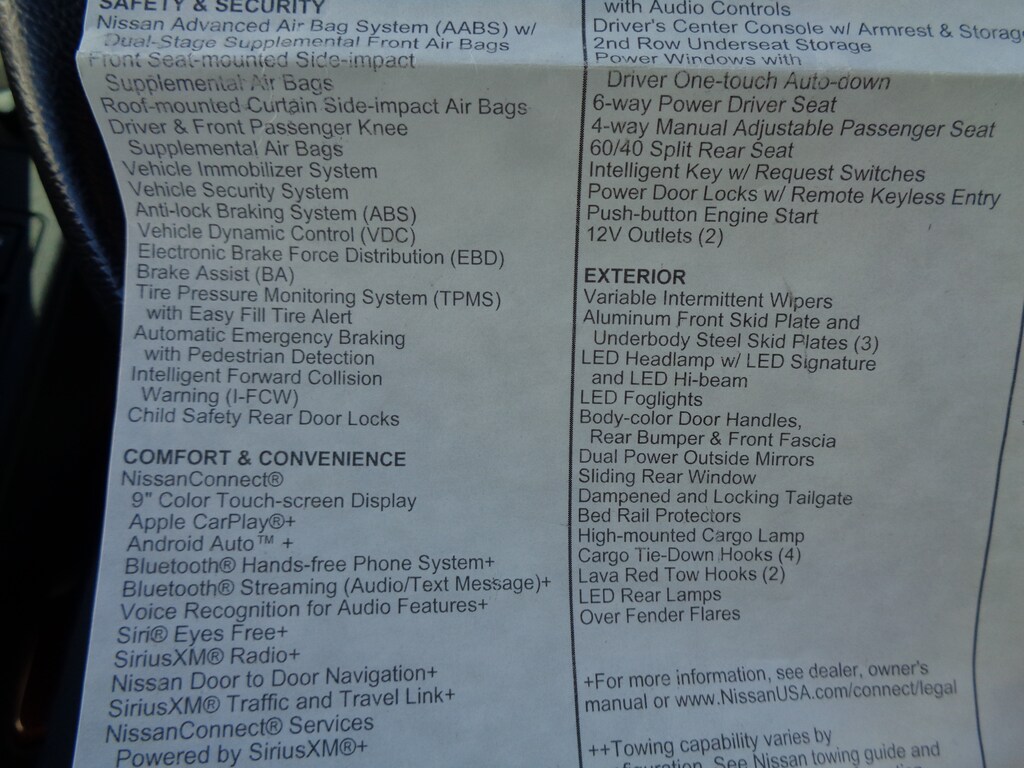 SAFETY & SECURITY
Nissan Advanced Air Bag System (AABS) w/
Dual-Stage Supplemental Front Air Bags
Front Seat-mounted Side-impact
Supplemental Air Bags
Roof-mounted Curtain Side-impact Air Bags
Driver & Front Passenger Knee
Supplemental Air Bags
Vehicle Immobilizer System
Vehicle Security System
Anti-lock Braking System (ABS)
Vehicle Dynamic Control (VDC)
Electronic Brake Force Distribution (EBD)
Brake Assist (BA)
Tire Pressure Monitoring System (TPMS)
with Easy Fill Tire Alert
Automatic Emergency Braking
with Pedestrian Detection
Intelligent Forward Collision
Warning (I-FCW)
Child Safety Rear Door Locks
COMFORT & CONVENIENCE
NissanConnect®
9" Color Touch-screen Display
Apple CarPlay®+
Android Auto™ +
Bluetooth® Hands-free Phone System+
Bluetooth® Streaming (Audio/Text Message)+
Voice Recognition for Audio Features+
Siri® Eyes Free+
SiriusXM® Radio+
Nissan Door to Door Navigation+
SiriusXM® Traffic and Travel Link+
NissanConnect® Services
Powered by SiriusXM®+
with Audio Controls
Driver's Center Console w/ Armrest & Storage
2nd Row Underseat Storage
Power Windows with
Driver One-touch Auto-down
6-way Power Driver Seat
4-way Manual Adjustable Passenger Seat
60/40 Split Rear Seat
Intelligent Key w/ Request Switches
Power Door Locks w/ Remote Keyless Entry
Push-button Engine Start
12V Outlets (2)
EXTERIOR
Variable Intermittent Wipers
Aluminum Front Skid Plate and
Underbody Steel Skid Plates (3)
LED Headlamp w/ LED Signature
and LED Hi-beam
LED Foglights
Body-color Door Handles,
Rear Bumper & Front Fascia
Dual Power Outside Mirrors
Sliding Rear Window
Dampened and Locking Tailgate
Bed Rail Protectors
High-mounted Cargo Lamp
Cargo Tie-Down Hooks (4)
Lava Red Tow Hooks (2)
LED Rear Lamps
Over Fender Flares
+For more information, see dealer, owner's
manual or www.NissanUSA.com/connect/legal
++Towing capability varies by
See Nissan towing guide and